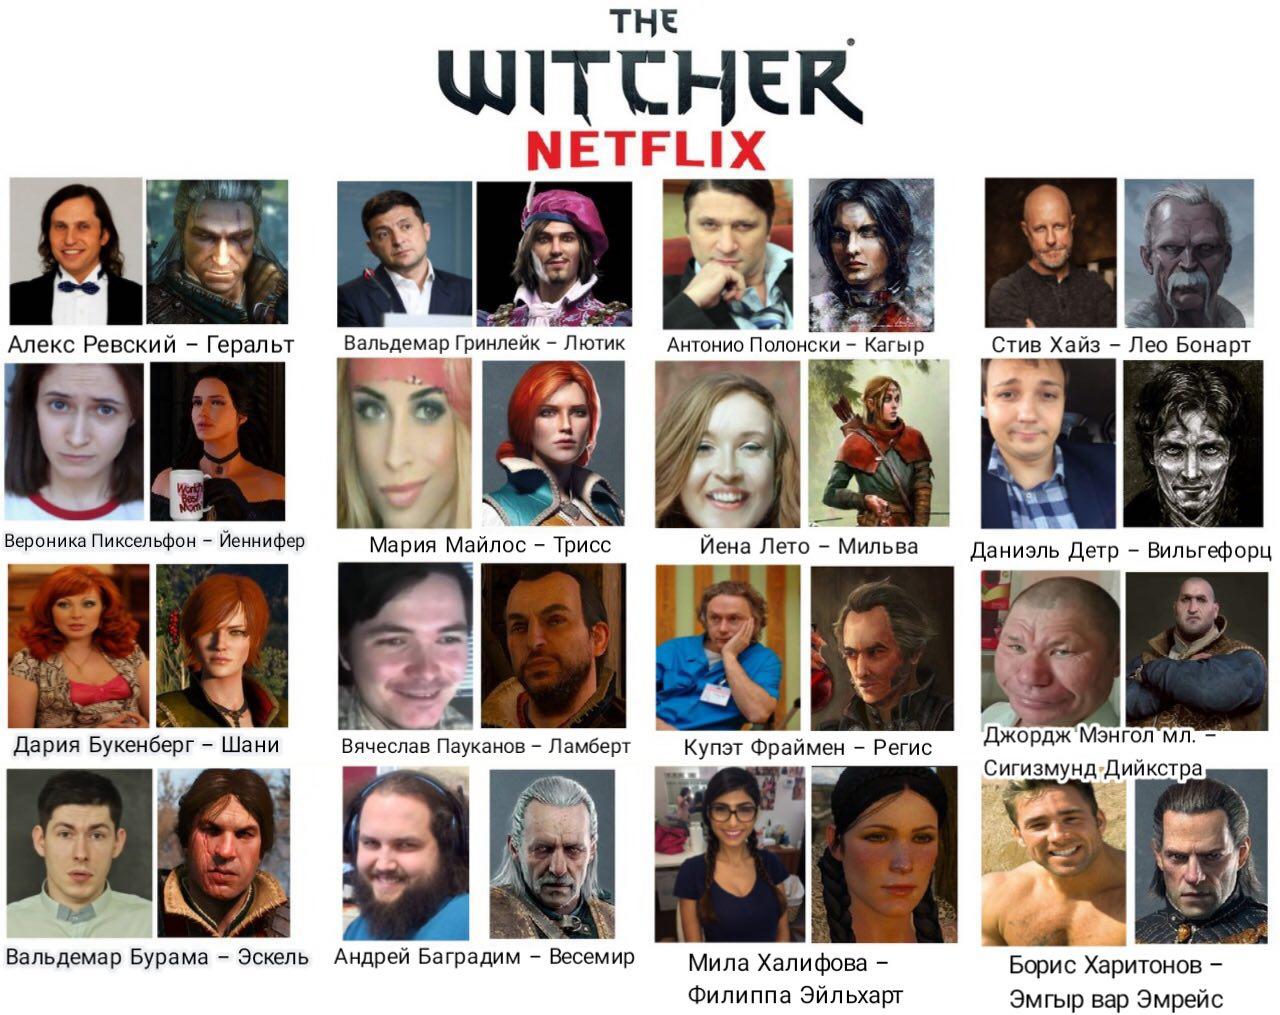 THE
WITCHER
NETFLIX
Алекс Ревский – Геральт
Вальдемар Гринлейк – Лютик
Антонио Полонски – Кагыр
Стив Хайз – Лео Бонарт
World's
Best
Mom
Вероника Пиксельфон – Йеннифер
Мария Майлос – Трисс
Йена Лето – Мильва
Даниэль Детр – Вильгефорц
Дария Букенберг – Шани
Вячеслав Пауканов – Ламберт
Купэт Фраймен – Регис
Джордж Мэнгол мл. –
Сигизмунд Дийкстра
Вальдемар Бурама – Эскель
Андрей Баградим – Весемир
Мила Халифова –
Филиппа Эйльхарт
Борис Харитонов –
Эмгыр вар Эмрейс